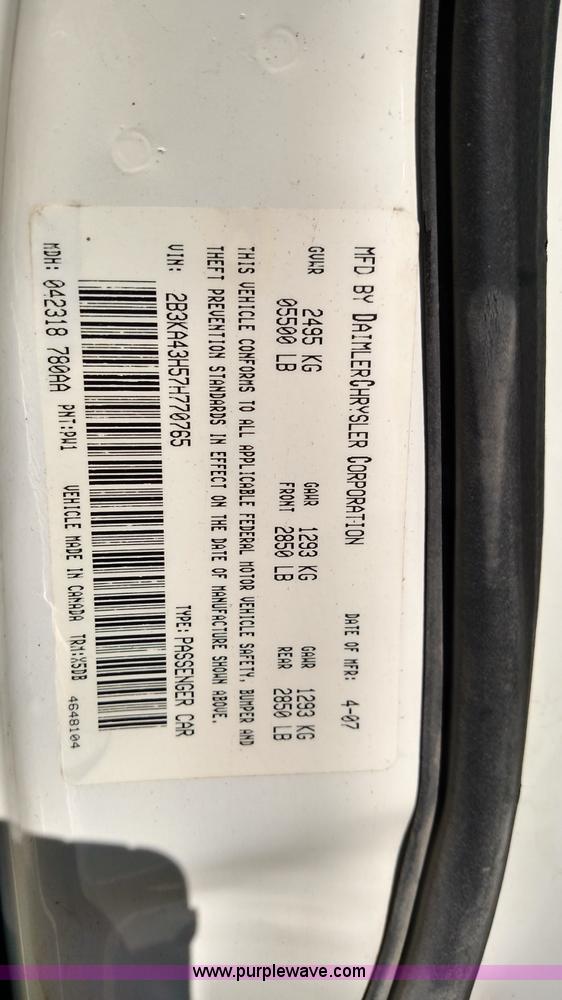 MFD BY DAIMLERCHRYSLER CORPORATION DATE OF MFR: 4-07
GVWR 2495 KG GAWR 1293 KG GAWR 1293 KG
05500 LB FRONT 2850 LB REAR 2850 LB
THIS VEHICLE CONFORMS TO ALL APPLICABLE FEDERAL MOTOR VEHICLE SAFETY, BUMPER AND
THEFT PREVENTION STANDARDS IN EFFECT ON THE DATE OF MANUFACTURE SHOWN ABOVE.
VIN: 2B3KA43H57H770765 TYPE: PASSENGER CAR
MDH: 042318 780AA PNT:PW1 VEHICLE MADE IN CANADA TRM:X5DB 4648104
www.purplewave.com